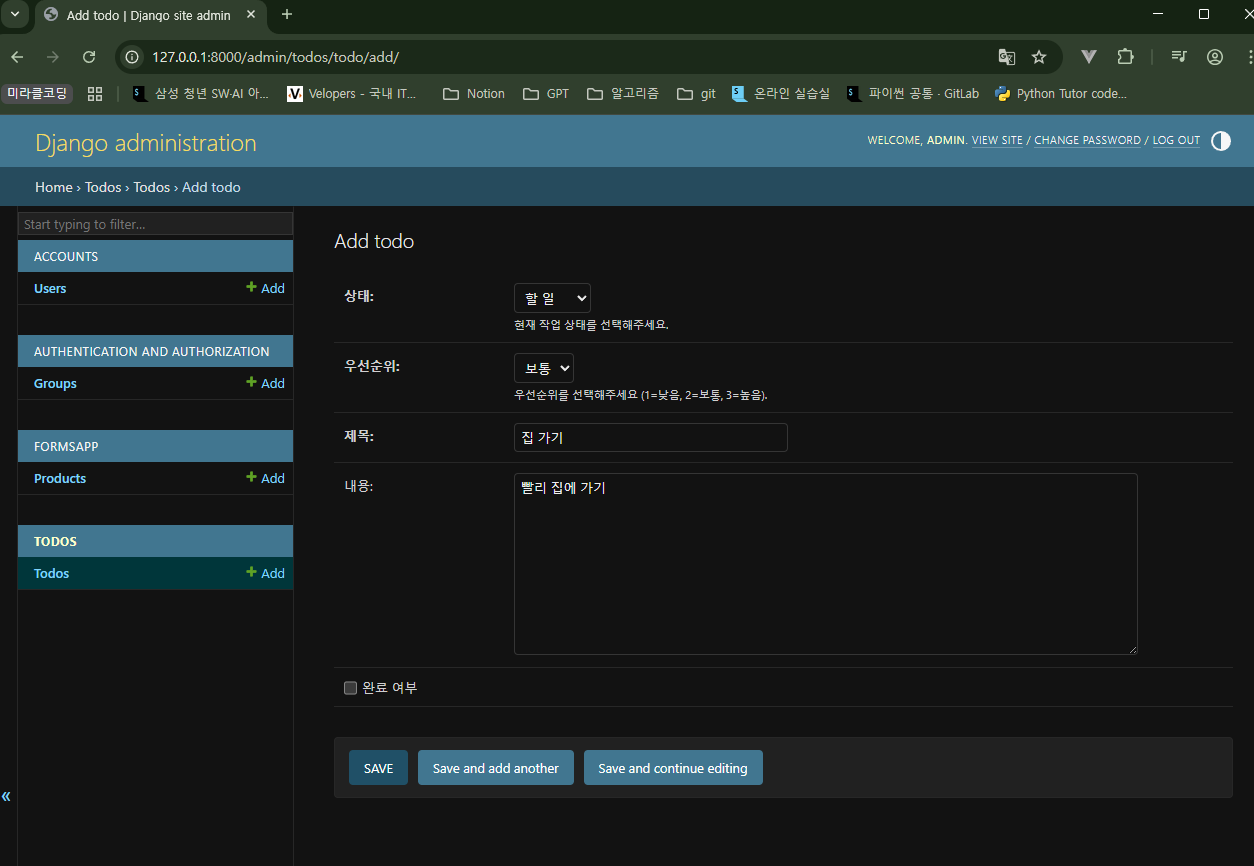 Add todo | Django site admin
127.0.0.1:8000/admin/todos/todo/add/
미라클코딩 삼성 청년 SW·AI 아... Velopers - 국내 IT... Notion GPT 알고리즘 git 온라인 실습실 파이썬 공통 · GitLab Python Tutor code...
Django administration
WELCOME, ADMIN. VIEW SITE / CHANGE PASSWORD / LOG OUT
Home › Todos › Todos › Add todo
Start typing to filter...
ACCOUNTS
Users + Add
AUTHENTICATION AND AUTHORIZATION
Groups + Add
FORMSAPP
Products + Add
TODOS
Todos + Add
Add todo
상태: 할 일
현재 작업 상태를 선택해주세요.
우선순위: 보통
우선순위를 선택해주세요 (1=낮음, 2=보통, 3=높음).
제목: 집 가기
내용: 빨리 집에 가기
완료 여부
SAVE Save and add another Save and continue editing